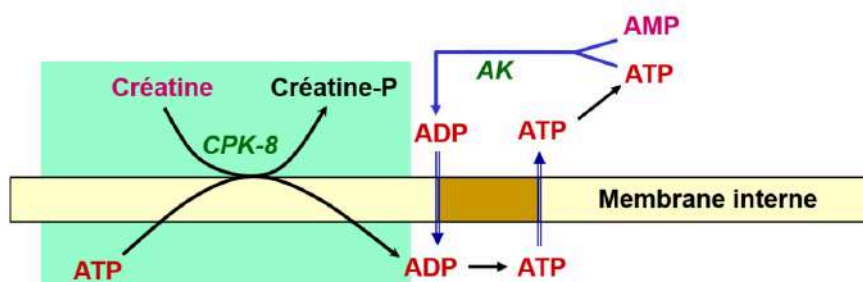 AMP
AK
ATP
Créatine
Créatine-P
CPK-8
ADP
ATP
Membrane interne
ATP
ADP
ATP